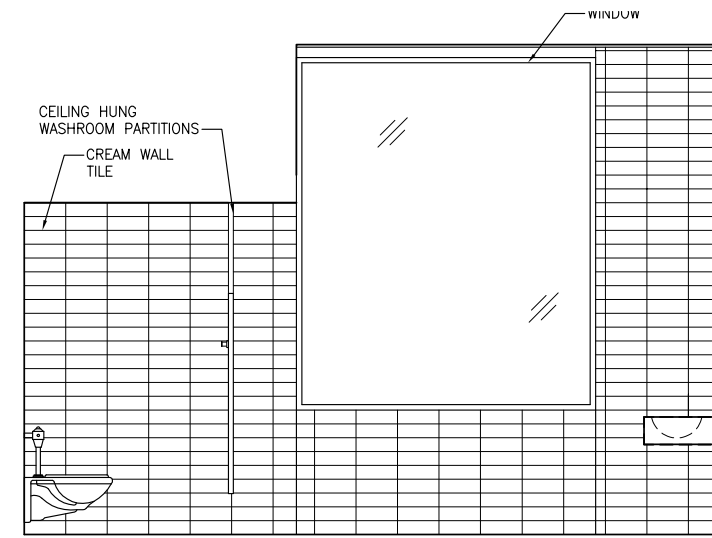 WINDOW
CEILING HUNG
WASHROOM PARTITIONS
CREAM WALL
TILE